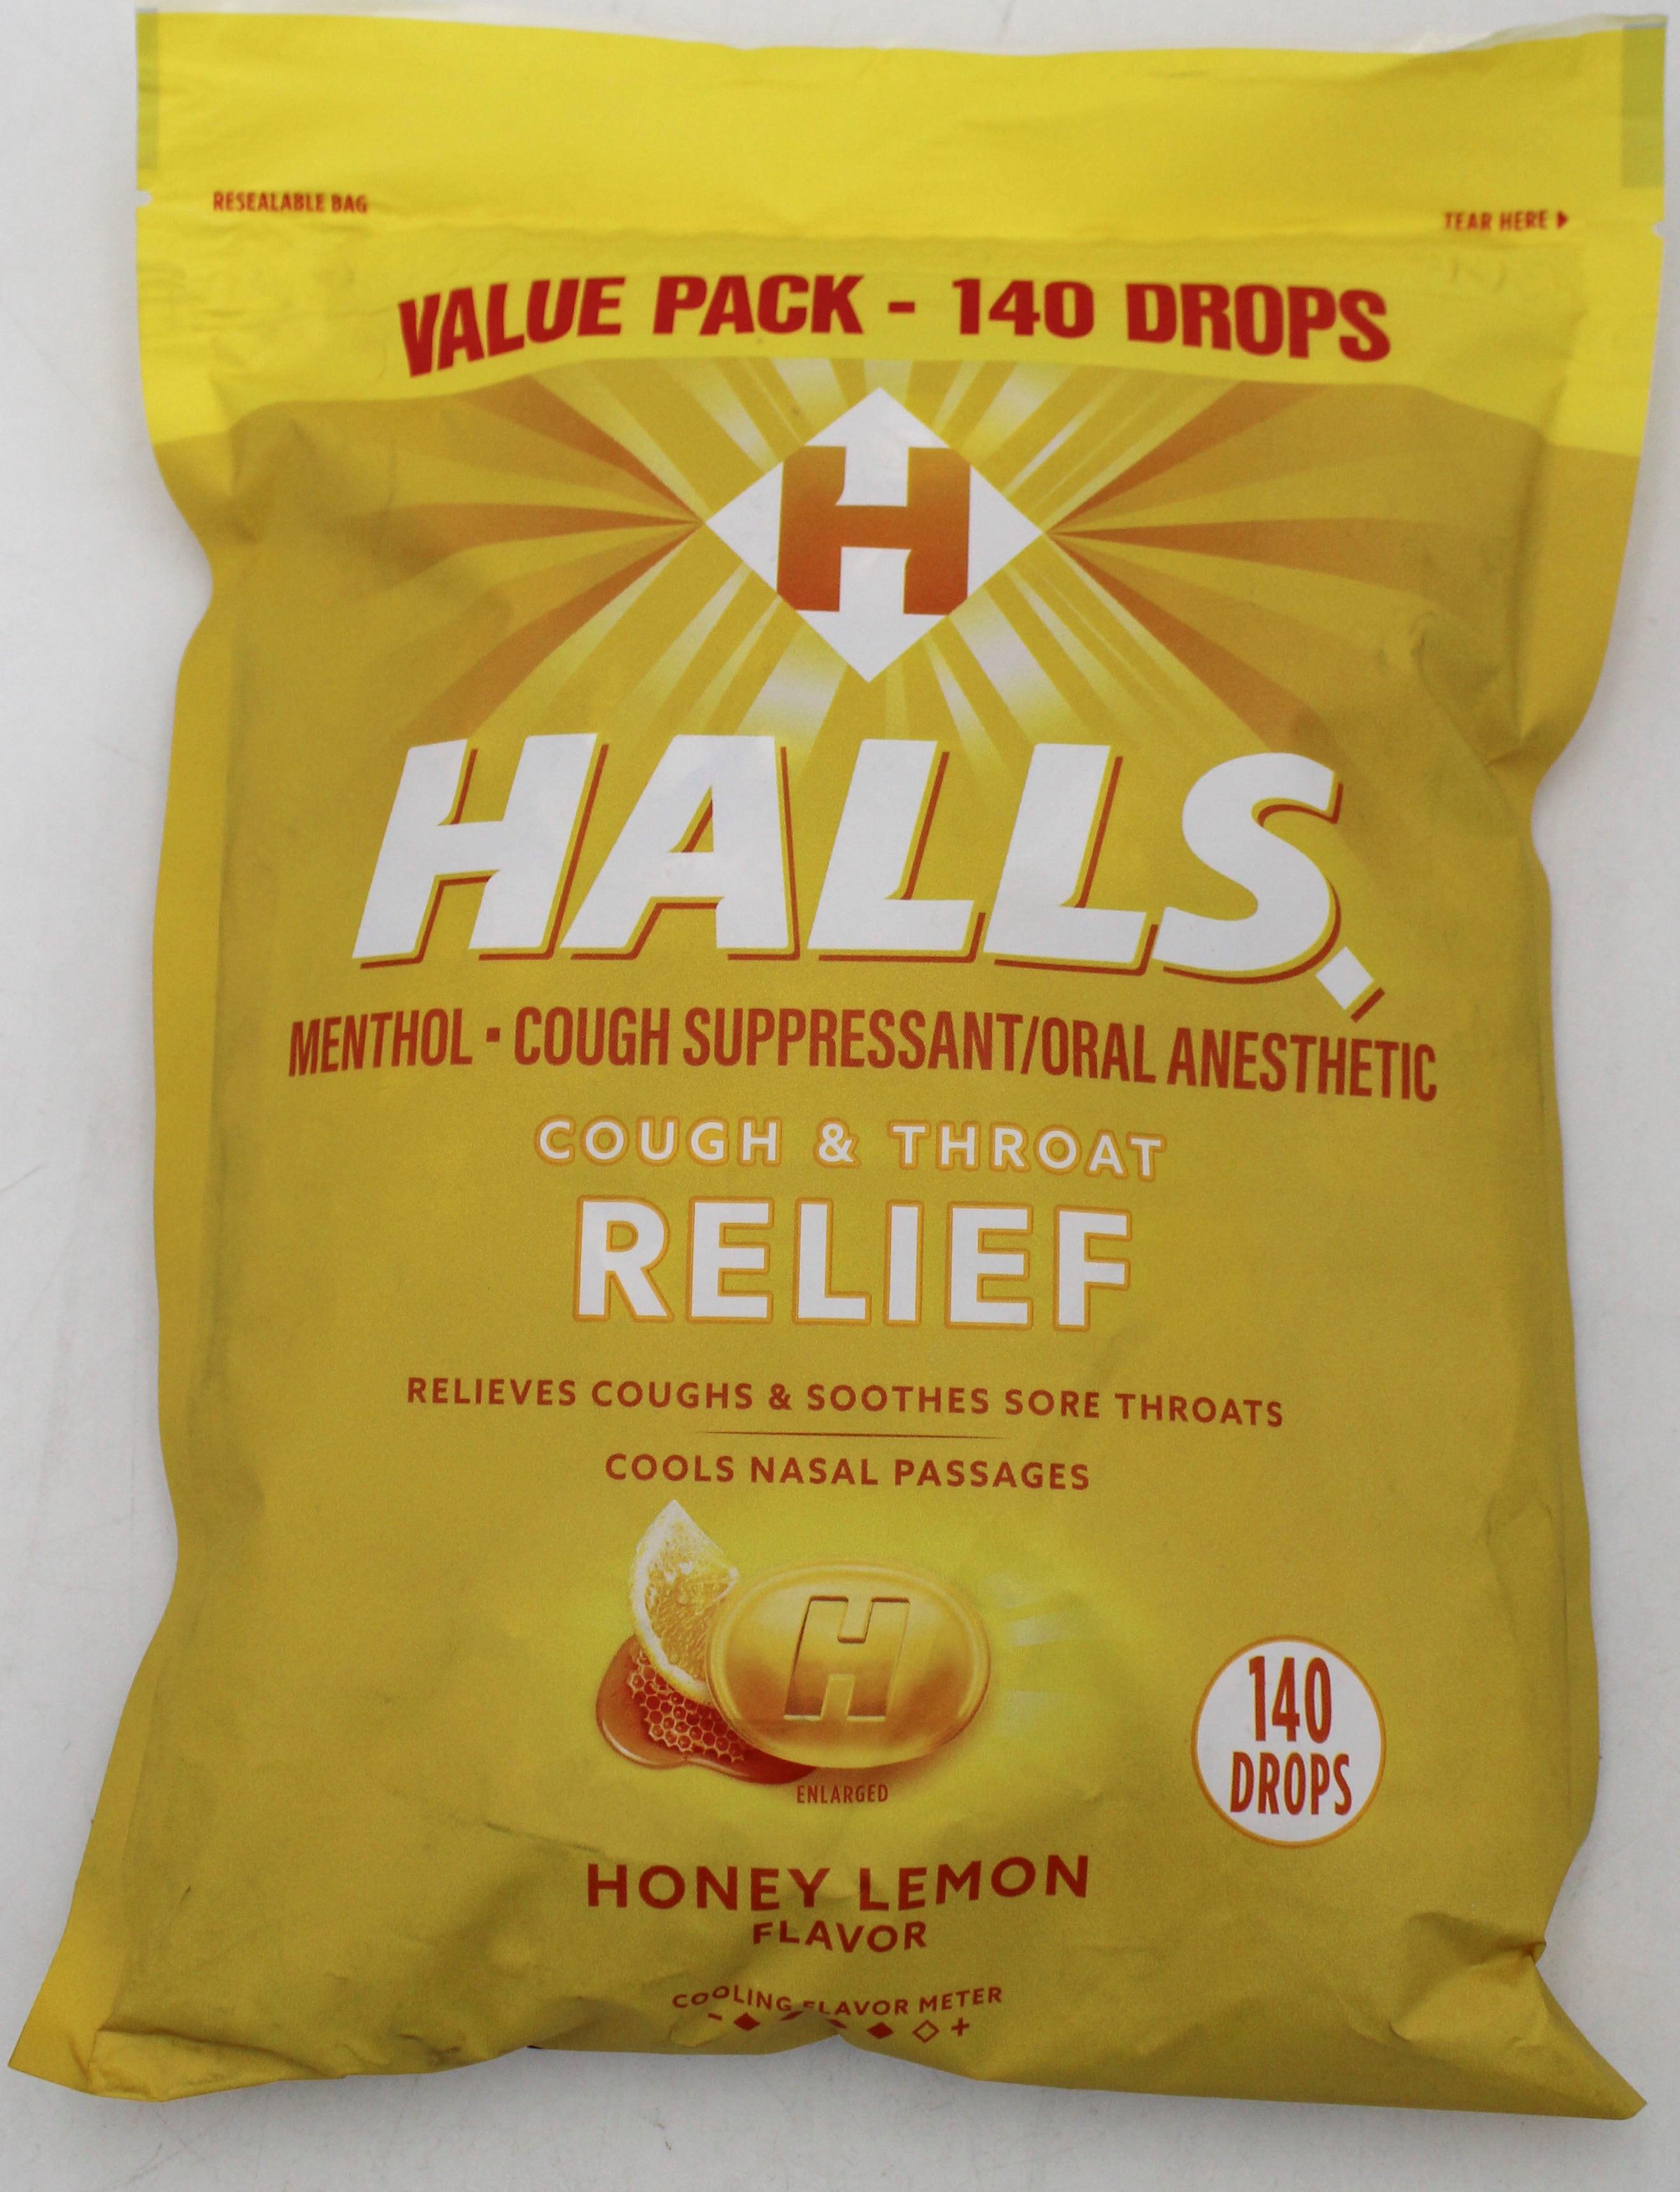 RESEALABLE BAG
TEAR HERE
VALUE PACK - 140 DROPS
H
HALLS
MENTHOL · COUGH SUPPRESSANT/ORAL ANESTHETIC
COUGH & THROAT
RELIEF
RELIEVES COUGHS & SOOTHES SORE THROATS
COOLS NASAL PASSAGES
H
ENLARGED
140
DROPS
HONEY LEMON
FLAVOR
COOLING FLAVOR METER
- +